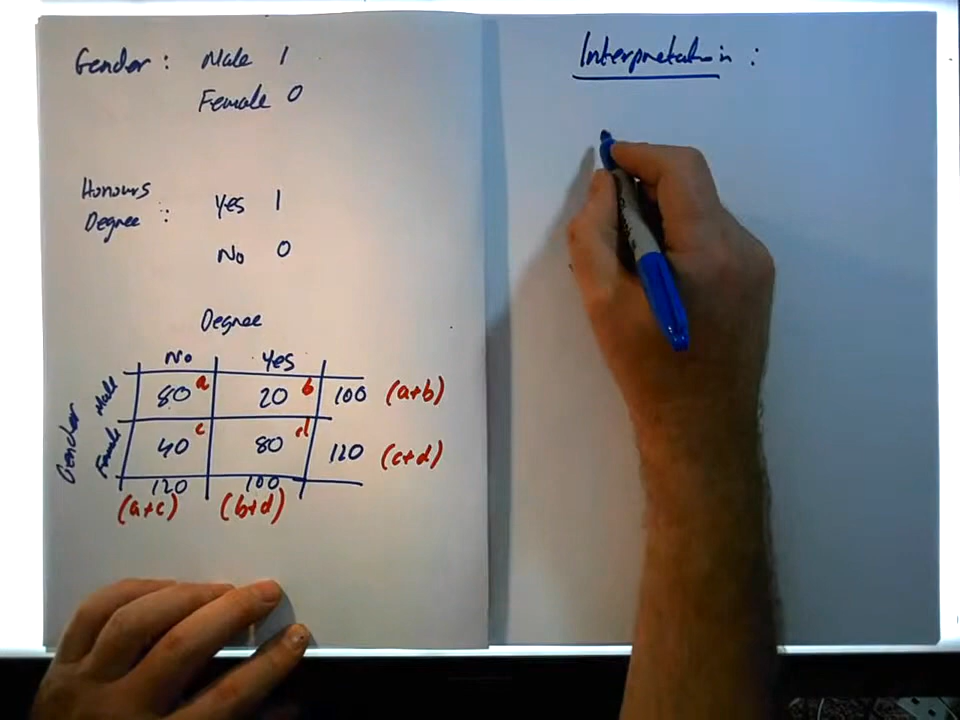 Gender : Male 1
Female 0
Honours
Degree : Yes 1
No 0
Degree
No Yes
Gender
Male 80 a 20 b 100 (a+b)
Female 40 c 80 d 120 (c+d)
120 100
(a+c) (b+d)
Interpretation :